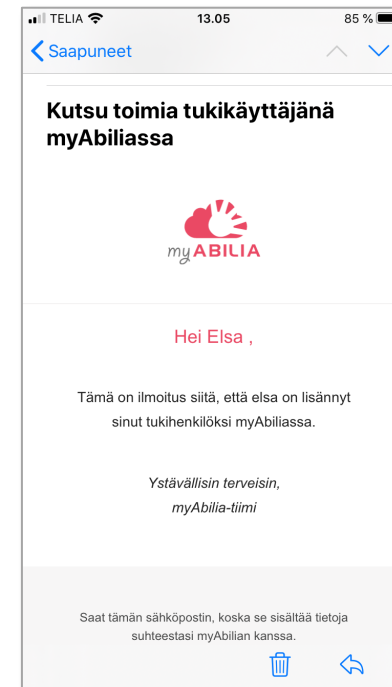 TELIA 13.05 85 %
Saapuneet
Kutsu toimia tukikäyttäjänä
myAbiliassa
myABILIA
Hei Elsa ,
Tämä on ilmoitus siitä, että elsa on lisännyt
sinut tukihenkilöksi myAbiliassa.
Ystävällisin terveisin,
myAbilia-tiimi
Saat tämän sähköpostin, koska se sisältää tietoja
suhteestasi myAbilian kanssa.